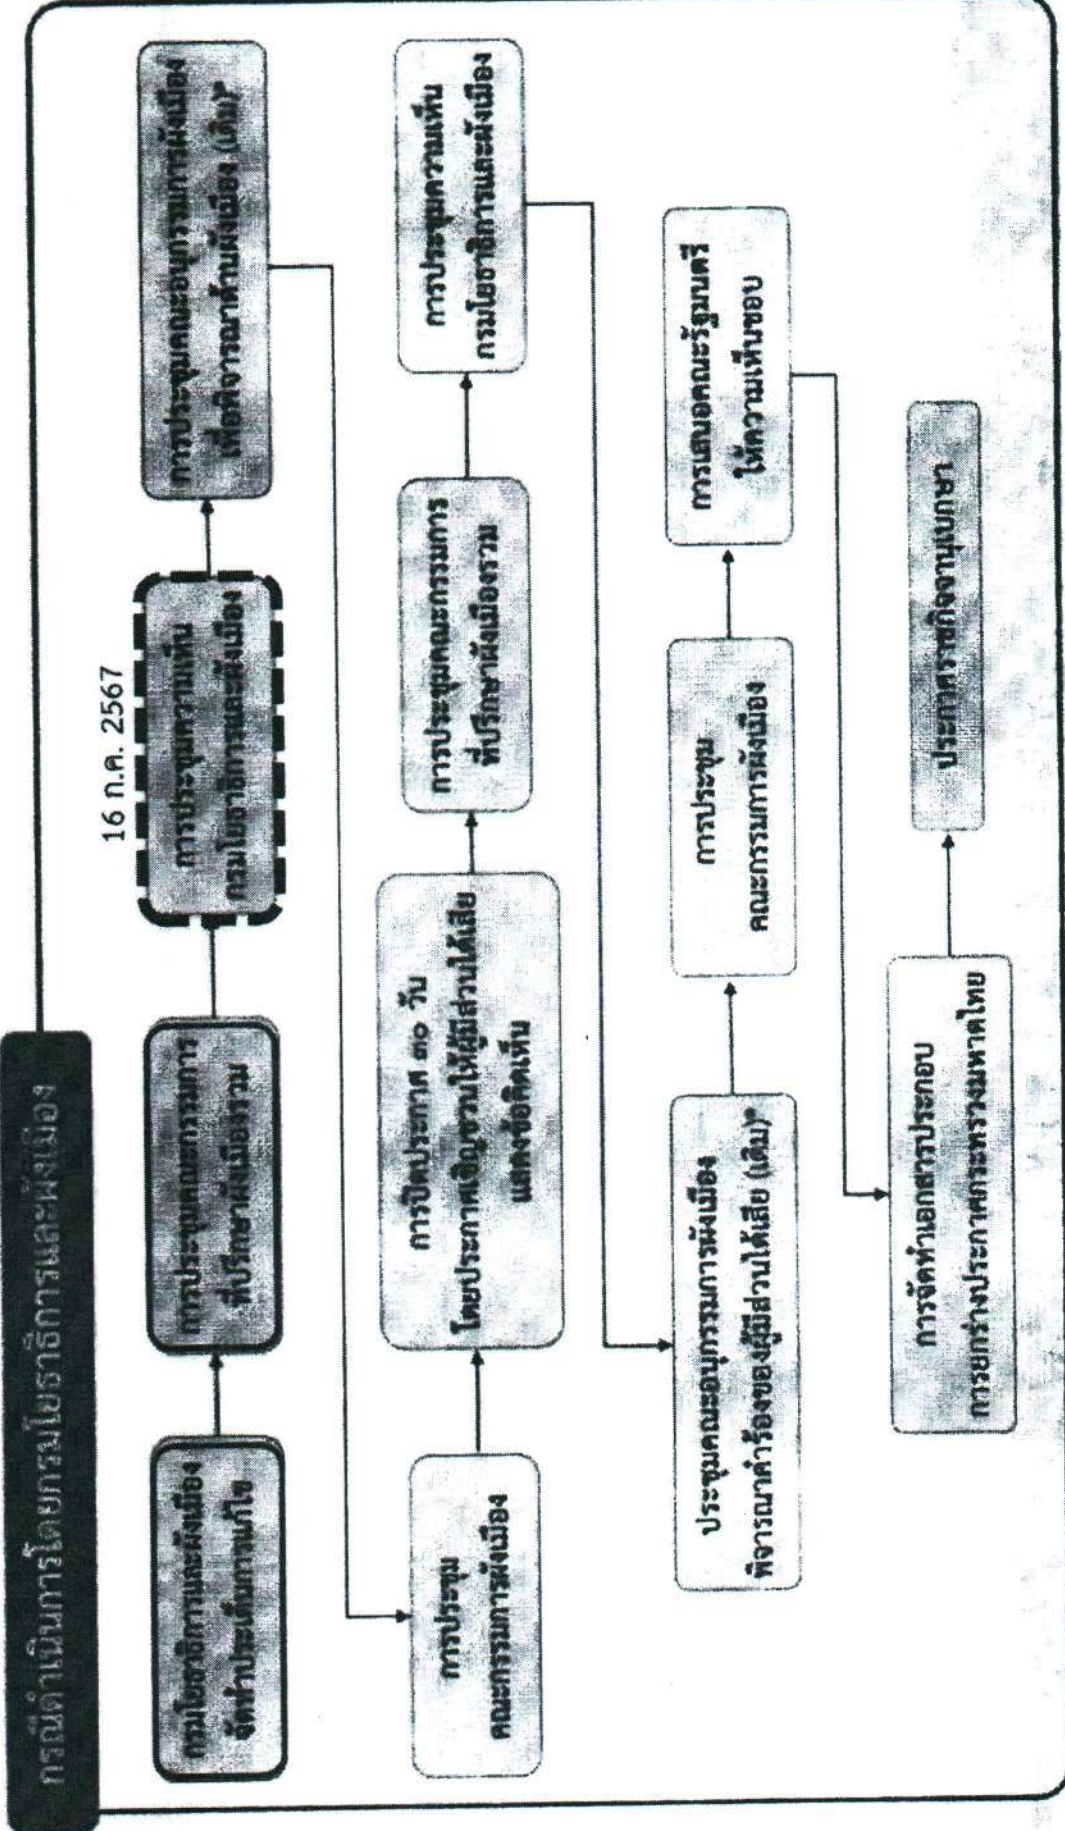 กรณีดำเนินการโดยกรมโยธาธิการและผังเมือง
กรมโยธาธิการและผังเมือง
จัดทำประเด็นการแก้ไข
การประชุมคณะกรรมการ
ที่ปรึกษาผังเมืองรวม
16 ก.ค. 2567
การประชุมความเห็น
กรมโยธาธิการและผังเมือง
การประชุมคณะอนุกรรมการผังเมือง
เพื่อพิจารณาด้านผังเมือง (เดิม)*
การประชุม
คณะกรรมการผังเมือง
การปิดประกาศ ๓๐ วัน
โดยประกาศเชิญชวนให้ผู้มีส่วนได้เสีย
แสดงข้อคิดเห็น
การประชุมคณะกรรมการ
ที่ปรึกษาผังเมืองรวม
การประชุมความเห็น
กรมโยธาธิการและผังเมือง
ประชุมคณะอนุกรรมการผังเมือง
พิจารณาคำร้องของผู้มีส่วนได้เสีย (เดิม)*
การประชุม
คณะกรรมการผังเมือง
การเสนอคณะรัฐมนตรี
ให้ความเห็นชอบ
การจัดทำเอกสารประกอบ
การยกร่างประกาศกระทรวงมหาดไทย
ประกาศราชกิจจานุเบกษา